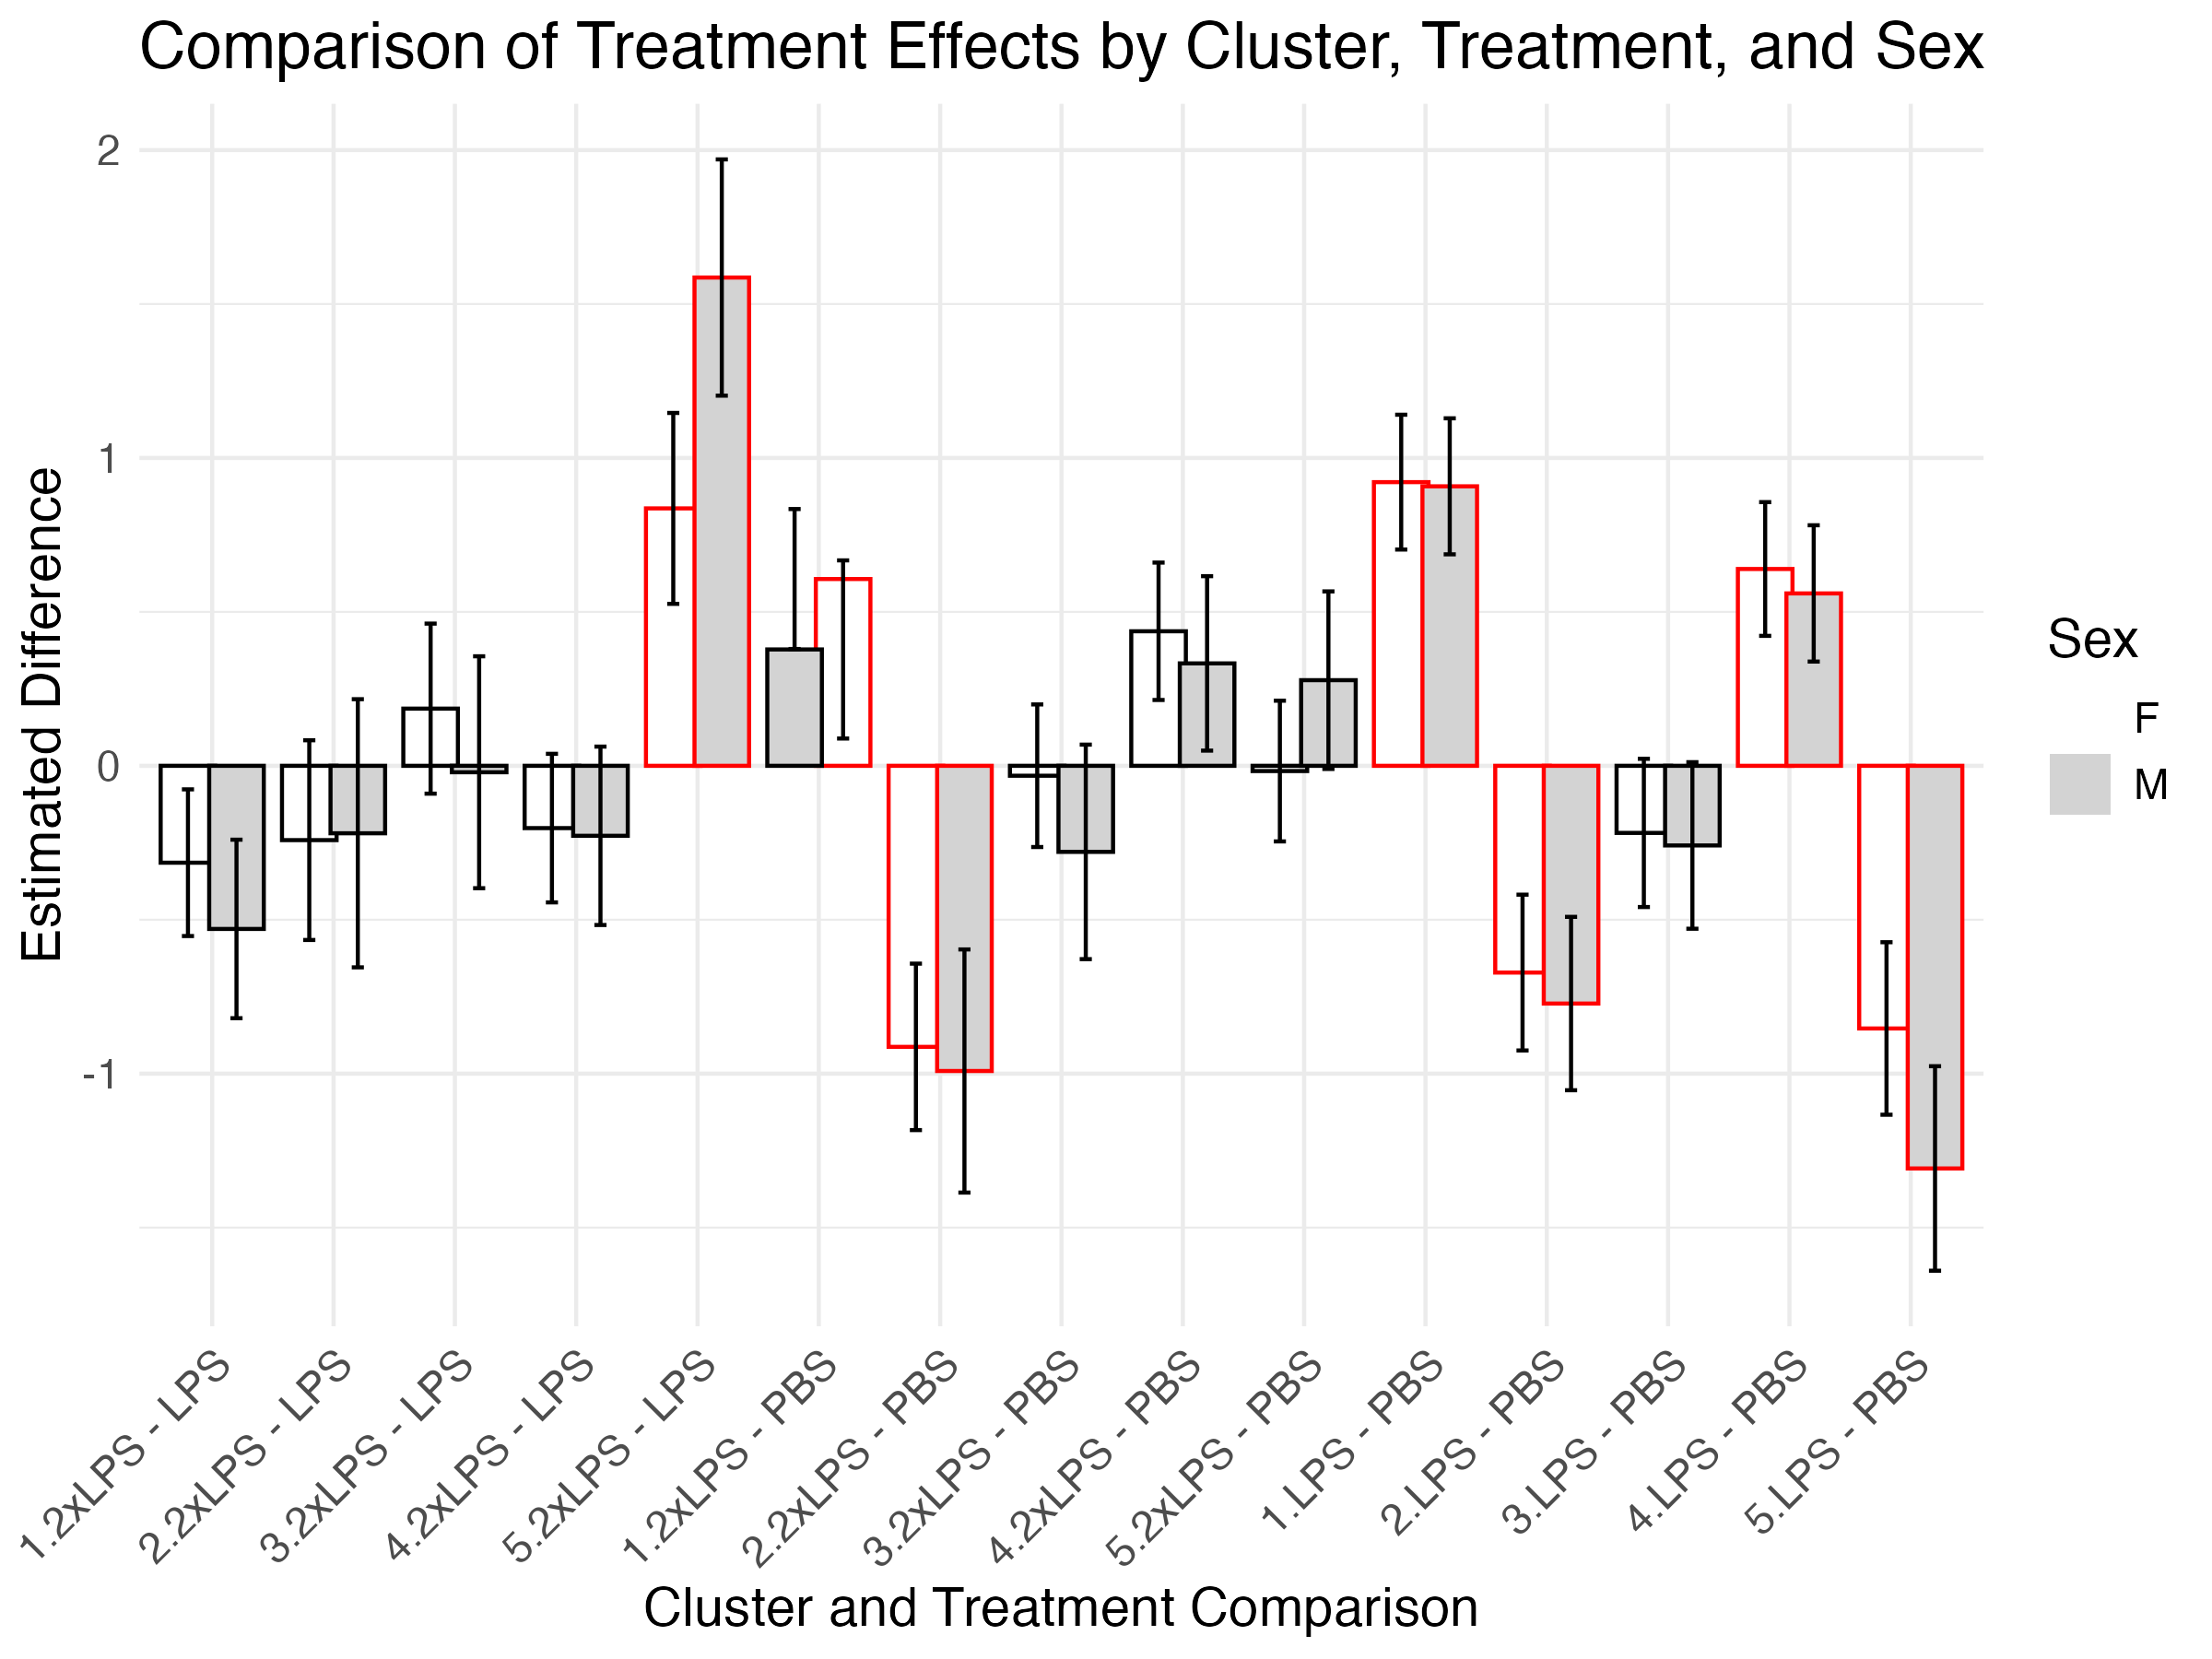 Comparison of Treatment Effects by Cluster, Treatment, and Sex
Estimated Difference
2
1
0
-1
1.2xLPS - LPS
2.2xLPS - LPS
3.2xLPS - LPS
4.2xLPS - LPS
5.2xLPS - LPS
1.2xLPS - PBS
2.2xLPS - PBS
3.2xLPS - PBS
4.2xLPS - PBS
5.2xLPS - PBS
1.LPS - PBS
2.LPS - PBS
3.LPS - PBS
4.LPS - PBS
5.LPS - PBS
Cluster and Treatment Comparison
Sex
F
M